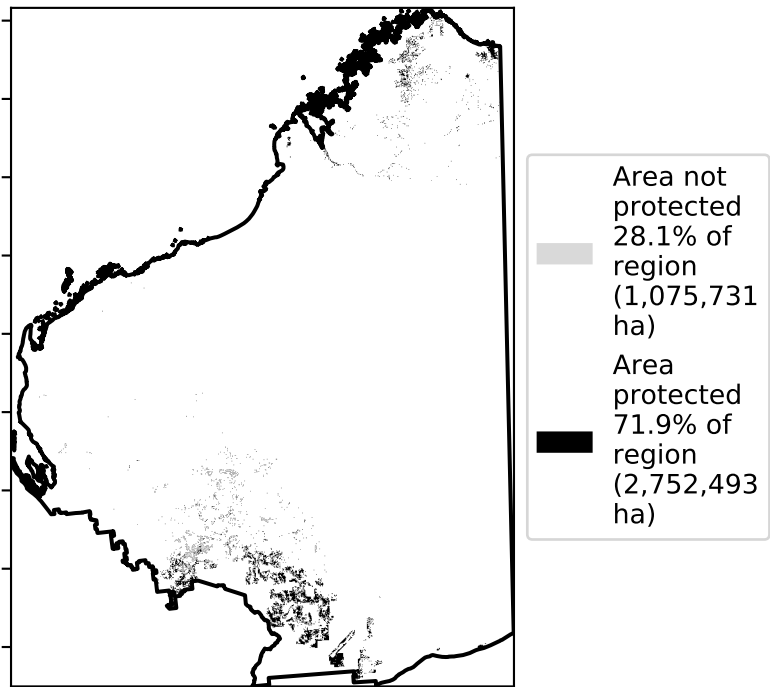 Area not
protected
28.1% of
region
(1,075,731
ha)
Area
protected
71.9% of
region
(2,752,493
ha)